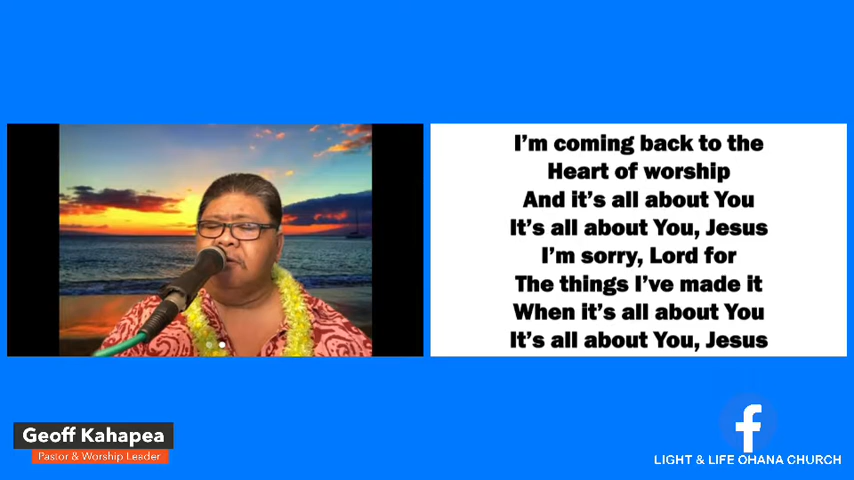 I'm coming back to the
Heart of worship
And it's all about You
It's all about You, Jesus
I'm sorry, Lord for
The things I've made it
When it's all about You
It's all about You, Jesus
Geoff Kahapea
Pastor & Worship Leader
LIGHT & LIFE OHANA CHURCH